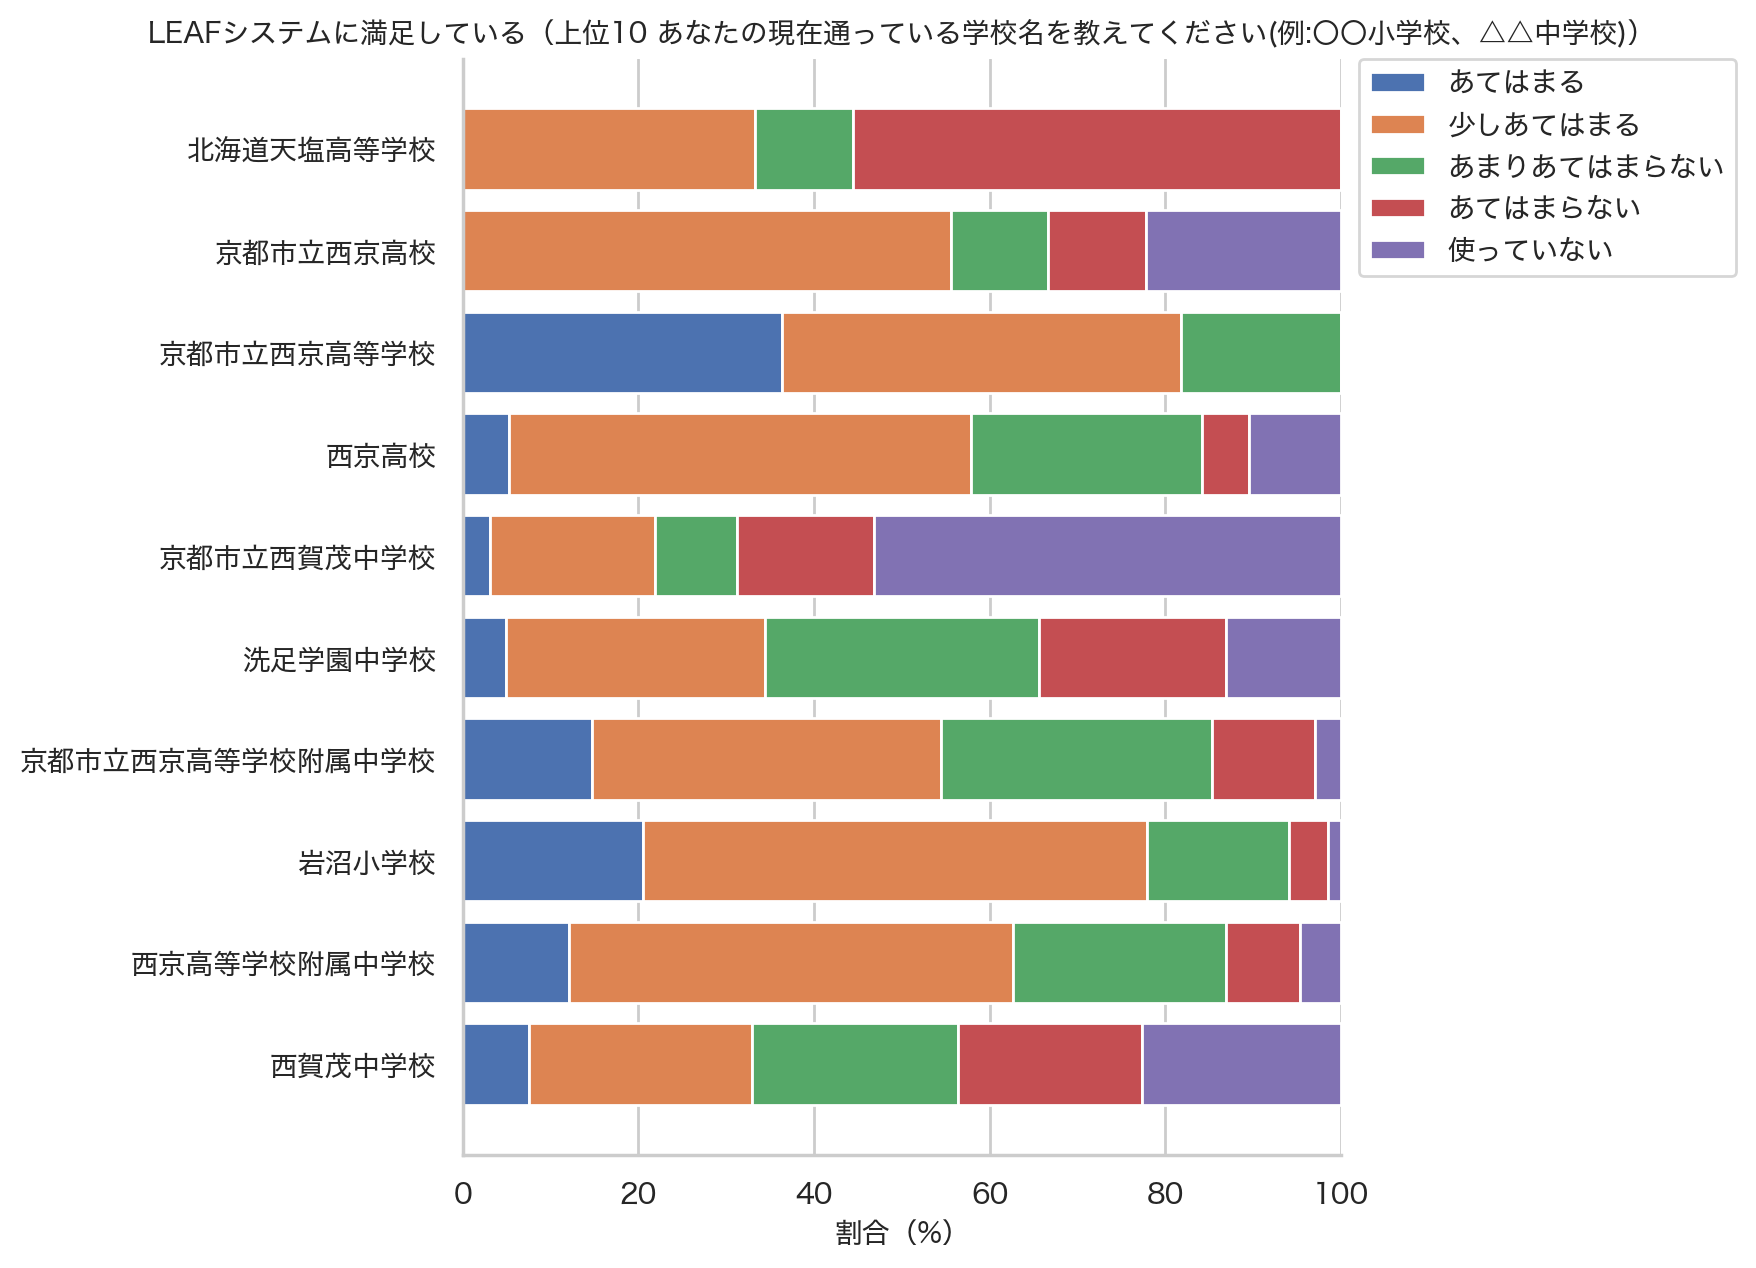 LEAFシステムに満足している（上位10 あなたの現在通っている学校名を教えてください(例:〇〇小学校、△△中学校)）
あてはまる
少しあてはまる
あまりあてはまらない
あてはまらない
使っていない
北海道天塩高等学校
京都市立西京高校
京都市立西京高等学校
西京高校
京都市立西賀茂中学校
洗足学園中学校
京都市立西京高等学校附属中学校
岩沼小学校
西京高等学校附属中学校
西賀茂中学校
0 20 40 60 80 100
割合（%）